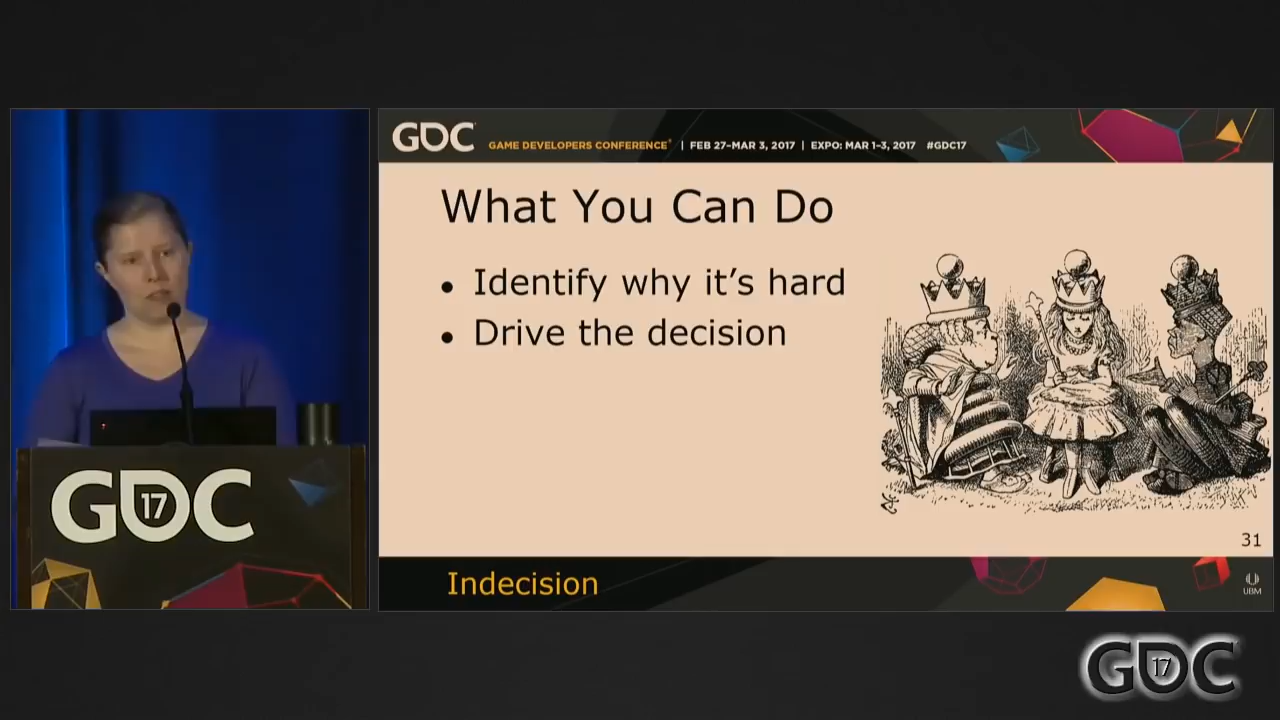 GDC
GAME DEVELOPERS CONFERENCE® | FEB 27-MAR 3, 2017 | EXPO: MAR 1-3, 2017 #GDC17
What You Can Do
• Identify why it's hard
• Drive the decision
31
Indecision
UBM
GDC
17
GDC
17